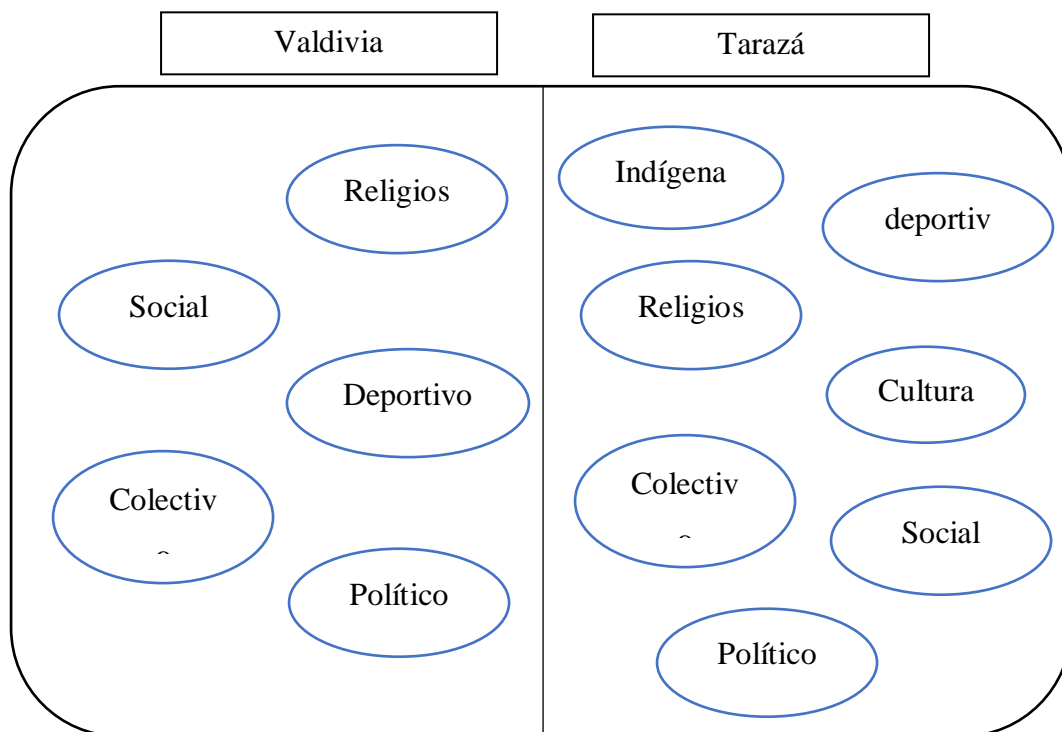 Valdivia
Tarazá
Religios
Social
Deportivo
Colectiv
Político
Indígena
deportiv
Religios
Cultura
Colectiv
Social
Político